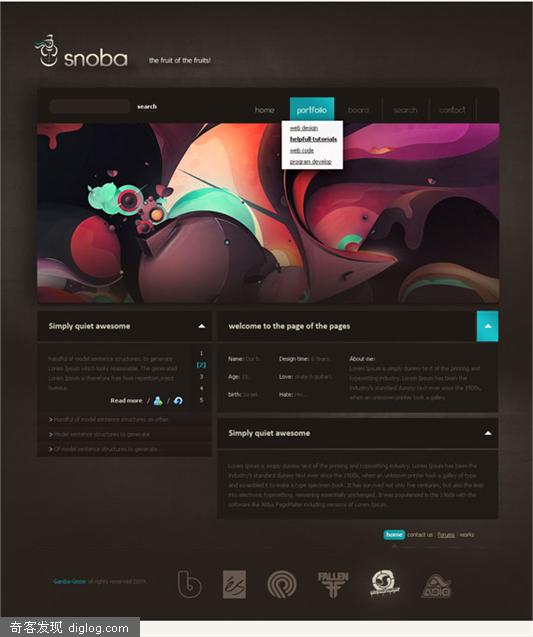 snoba
the fruit of the fruits!
search
home portfolio board search contact
web design
helpfull tutorials
web code
program develop
Simply quiet awesome
handful of model sentence structures, to generate
Lorem Ipsum which looks reasonable. The generated
Lorem Ipsum is therefore free from repetition,inject
humour.
Read more / /
1
[2]
3
4
5
> Handful of model sentence structures an other.
> Model sentence structures to generate
> Of model sentence structures to generate.
welcome to the page of the pages
Name: Dor b. Design time: 6 Years. About me:
Age: 19. Love: skate & guitar.
birth: Israel. Hate:
Lorem Ipsum is simply dummy text of the printing and
typesetting industry. Lorem Ipsum has been the
industry's standard dummy text ever since the 1500s,
when an unknown printer took a galley.
Simply quiet awesome
Lorem Ipsum is simply dummy text of the printing and typesetting industry. Lorem Ipsum has been the
industry's standard dummy text ever since the 1500s, when an unknown printer took a galley of type
and scrambled it to make a type specimen book. It has survived not only five centuries, but also the leap
into electronic typesetting, remaining essentially unchanged. It was popularised in the 1960s with the
software like Aldus PageMaker including versions of Lorem Ipsum.
home contact us | forums | works
Gamba-Gezer all rights reserved 2009.
és
FALLEN
ADIO
奇客发现 diglog.com